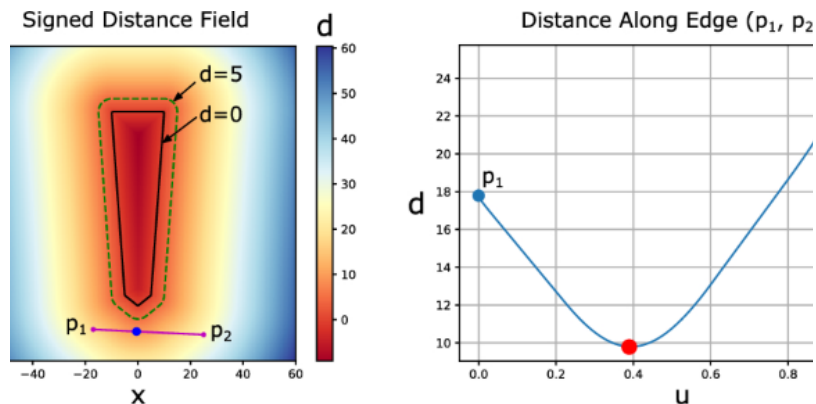 Signed Distance Field
d
Distance Along Edge (p₁, p₂
d=5
d=0
p₁
p₂
60
50
40
30
20
10
0
−40
−20
0
20
40
60
x
24
22
20
18
16
14
12
10
d
p₁
0.0
0.2
0.4
0.6
0.8
u